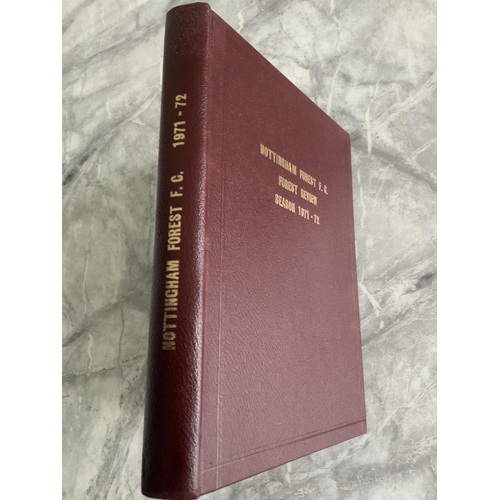 NOTTINGHAM FOREST F.C. 1971-72
NOTTINGHAM FOREST F.C.
FOREST REVIEW
SEASON 1971-72